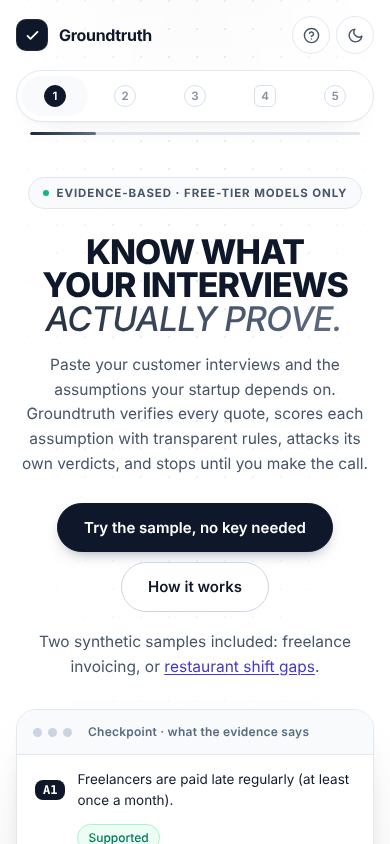 Groundtruth
1 2 3 4 5
EVIDENCE-BASED · FREE-TIER MODELS ONLY
KNOW WHAT
YOUR INTERVIEWS
ACTUALLY PROVE.
Paste your customer interviews and the
assumptions your startup depends on.
Groundtruth verifies every quote, scores each
assumption with transparent rules, attacks its
own verdicts, and stops until you make the call.
Try the sample, no key needed
How it works
Two synthetic samples included: freelance
invoicing, or restaurant shift gaps.
Checkpoint · what the evidence says
A1 Freelancers are paid late regularly (at least
once a month).
Supported